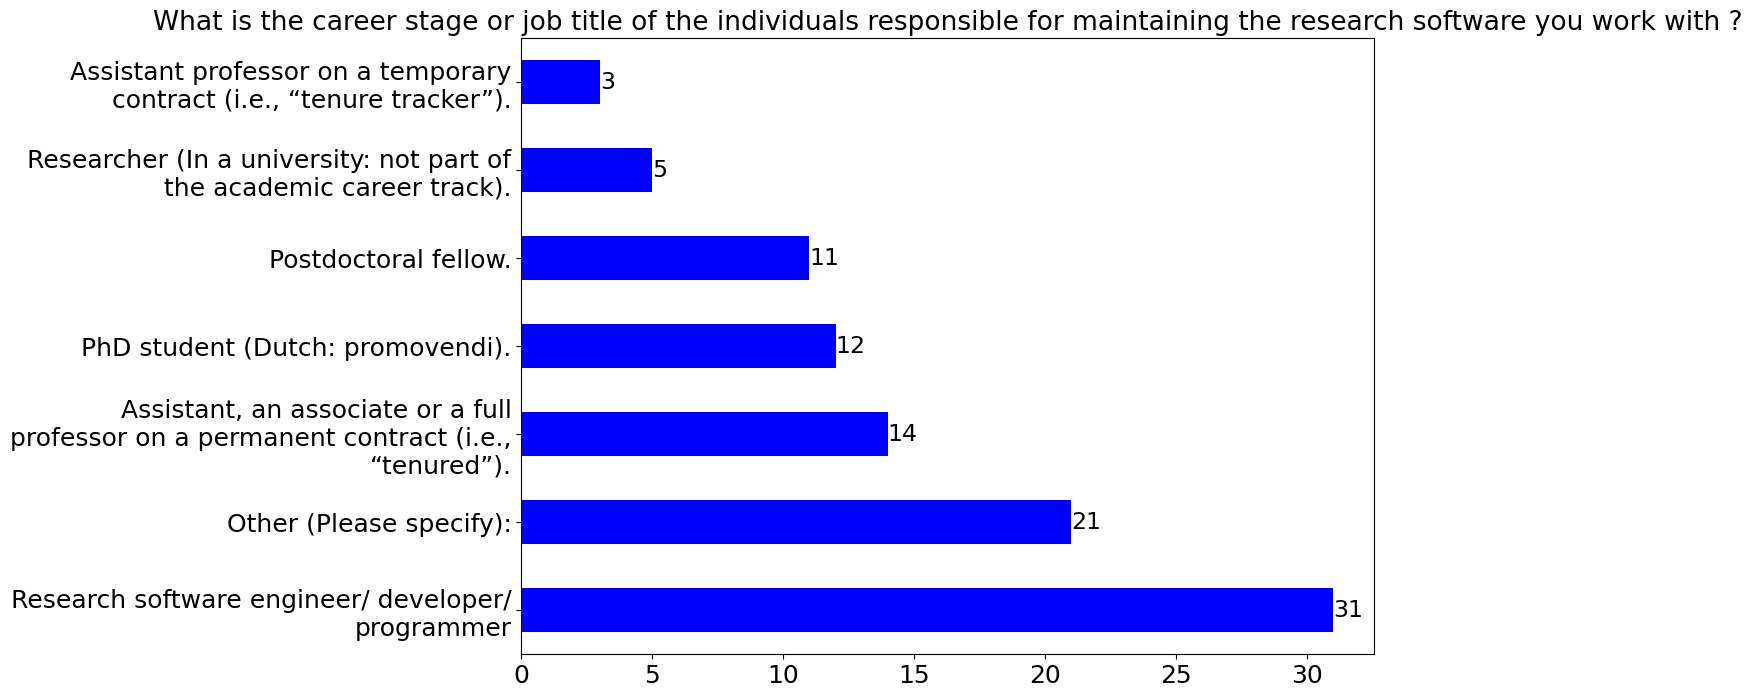 What is the career stage or job title of the individuals responsible for maintaining the research software you work with ?
Assistant professor on a temporary
contract (i.e., “tenure tracker”).
3
Researcher (In a university: not part of
the academic career track).
5
Postdoctoral fellow.
11
PhD student (Dutch: promovendi).
12
Assistant, an associate or a full
professor on a permanent contract (i.e.,
“tenured”).
14
Other (Please specify):
21
Research software engineer/ developer/
programmer
31
0 5 10 15 20 25 30